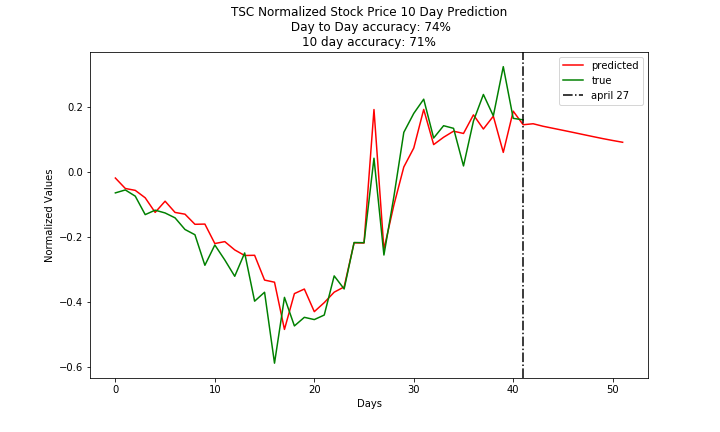 TSC Normalized Stock Price 10 Day Prediction
Day to Day accuracy: 74%
10 day accuracy: 71%
predicted
true
april 27
Normalized Values
0.2
0.0
−0.2
−0.4
−0.6
0 10 20 30 40 50
Days